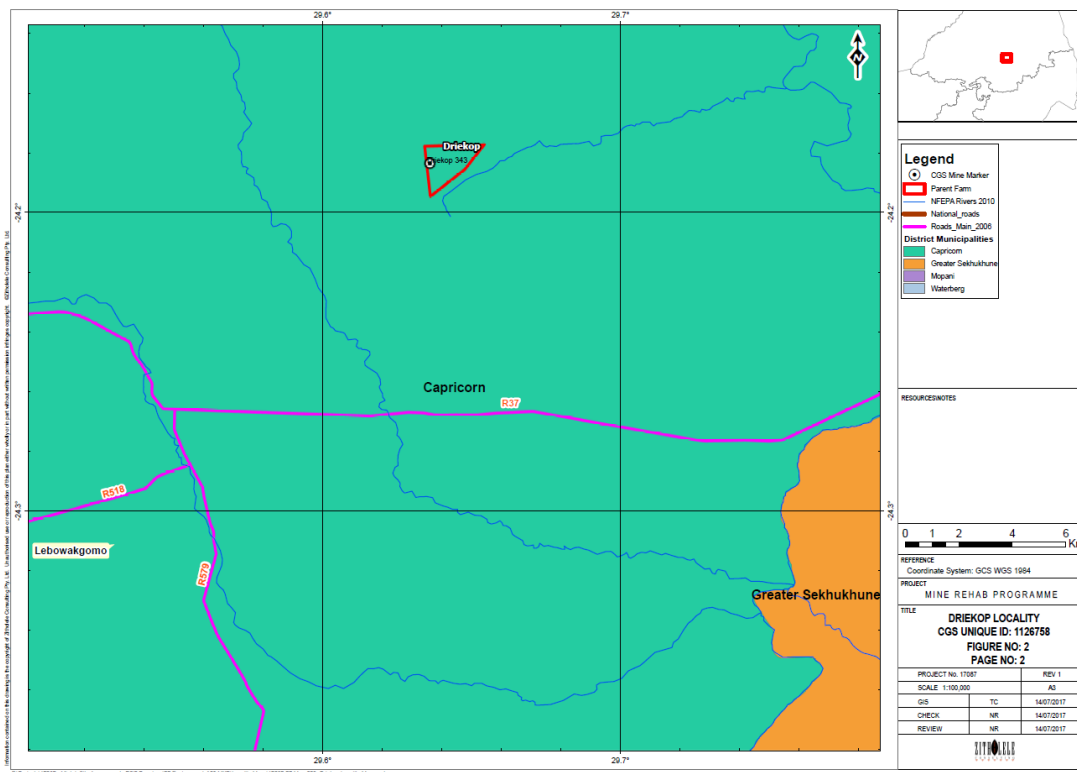 29.6°
29.7°
N
Driekop
Driekop 343
-24.2°
-24.2°
Capricorn
R37
R518
-24.3°
-24.3°
Lebowakgomo
R579
Greater Sekhukhune
29.6°
29.7°
Legend
CGS Mine Marker
Parent Farm
NFEPA Rivers 2010
National_roads
Roads_Main_2006
District Municipalities
Capricorn
Greater Sekhukhune
Mopani
Waterberg
RESOURCES\NOTES
0 1 2 4 6
REFERENCE
Coordinate System: GCS WGS 1984
PROJECT
MINE REHAB PROGRAMME
TITLE
DRIEKOP LOCALITY
CGS UNIQUE ID: 1126758
FIGURE NO: 2
PAGE NO: 2
PROJECT No. 17087 REV 1
SCALE 1:100,000 A3
GIS TC 14/07/2017
CHECK NR 14/07/2017
REVIEW NR 14/07/2017
ZITHOLELE